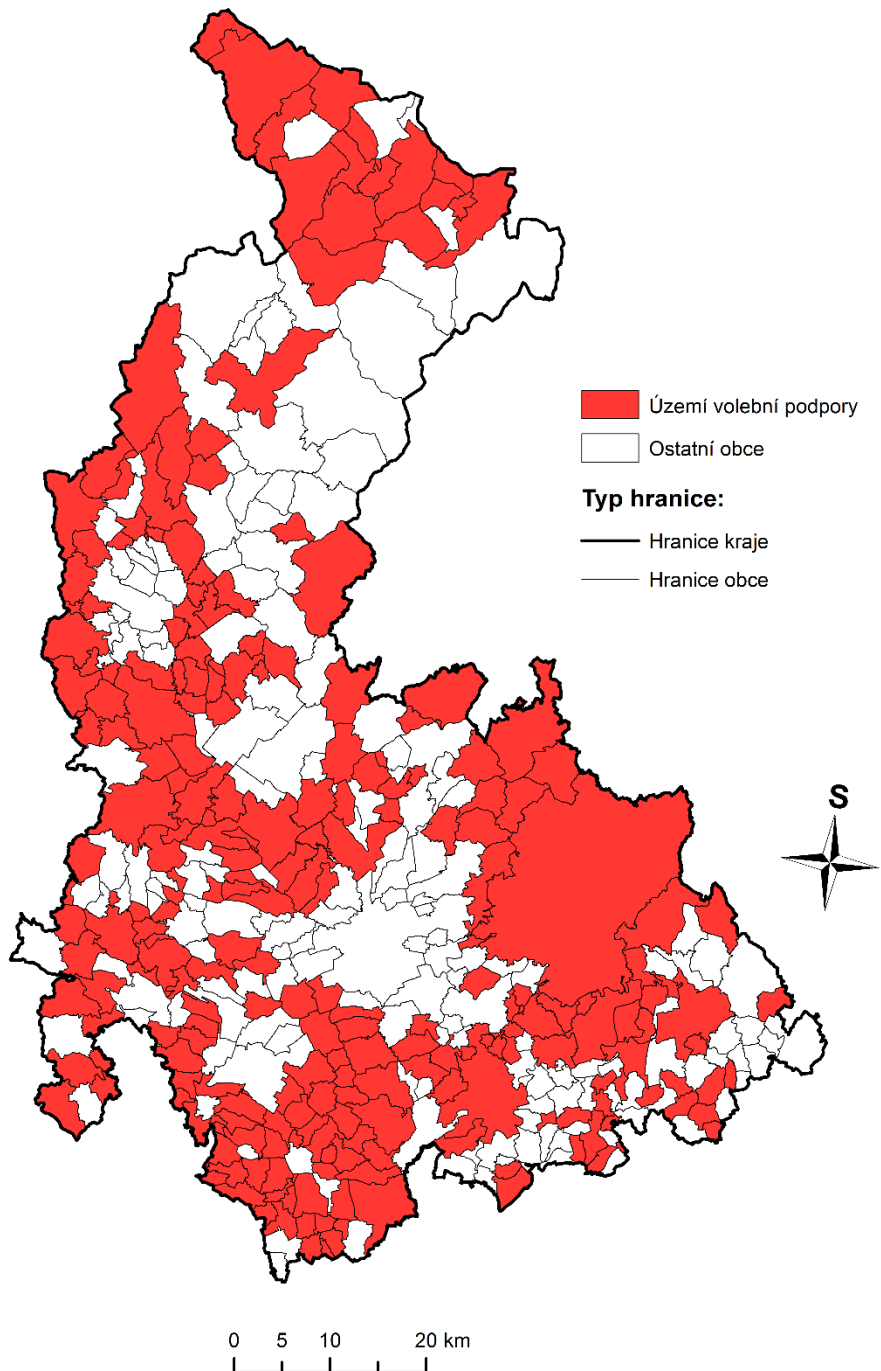 Území volební podpory
Ostatní obce
Typ hranice:
Hranice kraje
Hranice obce
S
0 5 10 20 km